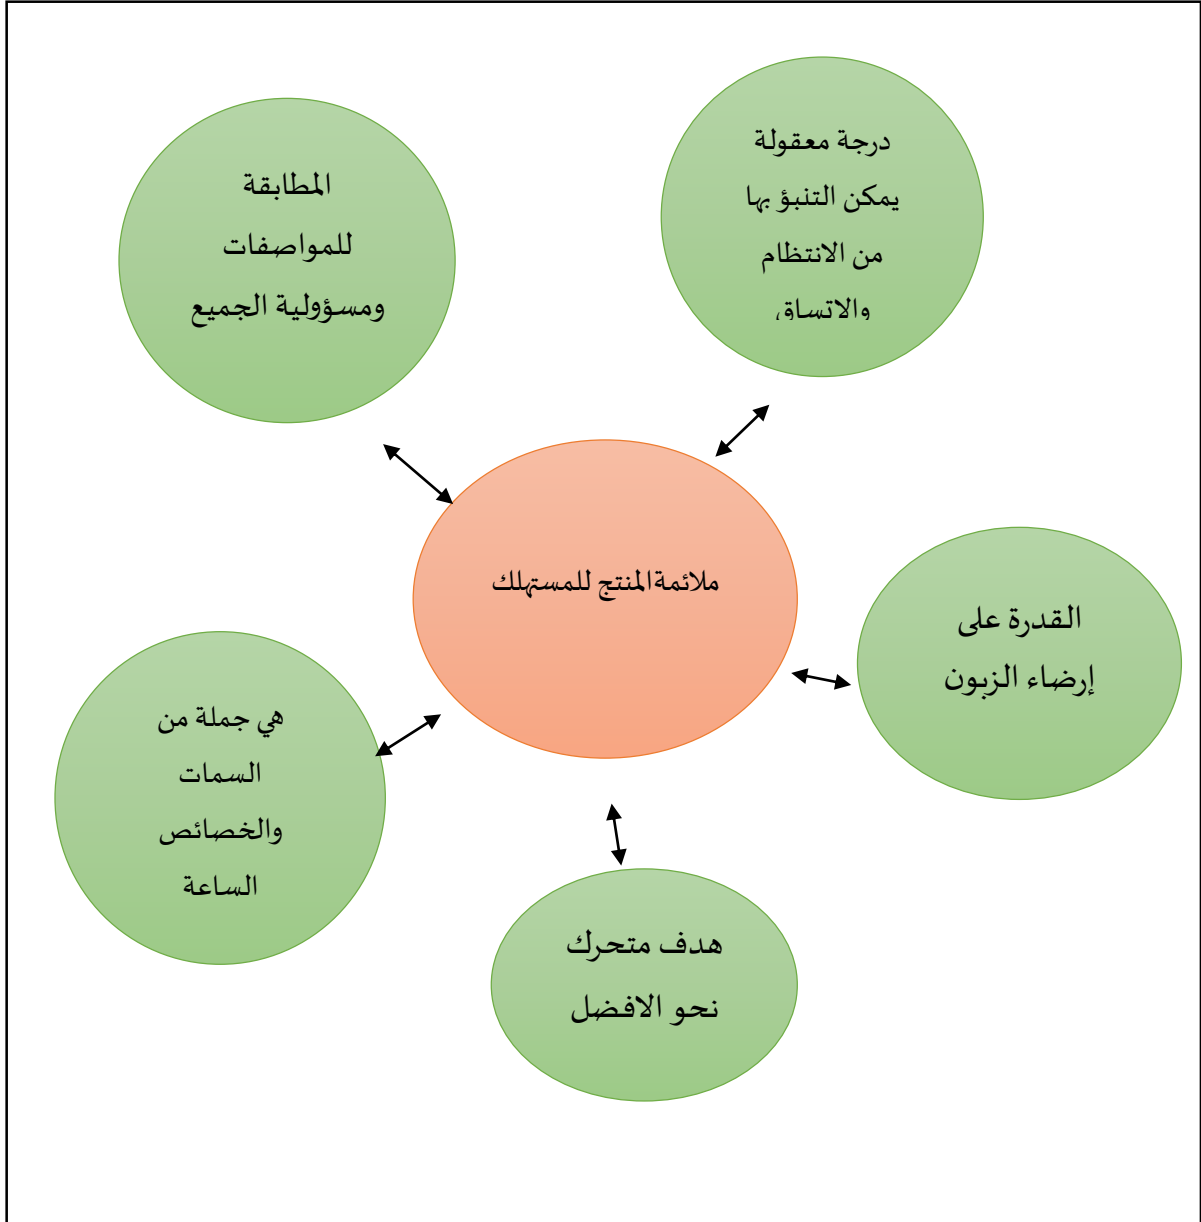 درجة معقولة
يمكن التنبؤ بها
من الانتظام
والاتساق
المطابقة
للمواصفات
ومسؤولية الجميع
ملائمة المنتج للمستهلك
القدرة على
إرضاء الزبون
هي جملة من
السمات
والخصائص
الساعة
هدف متحرك
نحو الافضل